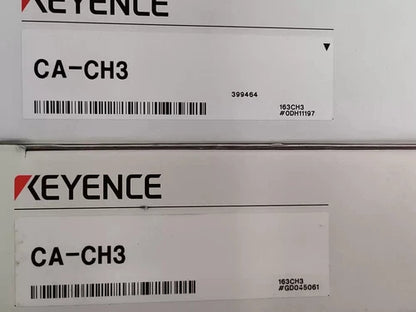 KEYENCE
CA-CH3
399464
163CH3
#0DH11197
KEYENCE
CA-CH3
163CH3
#GD045061